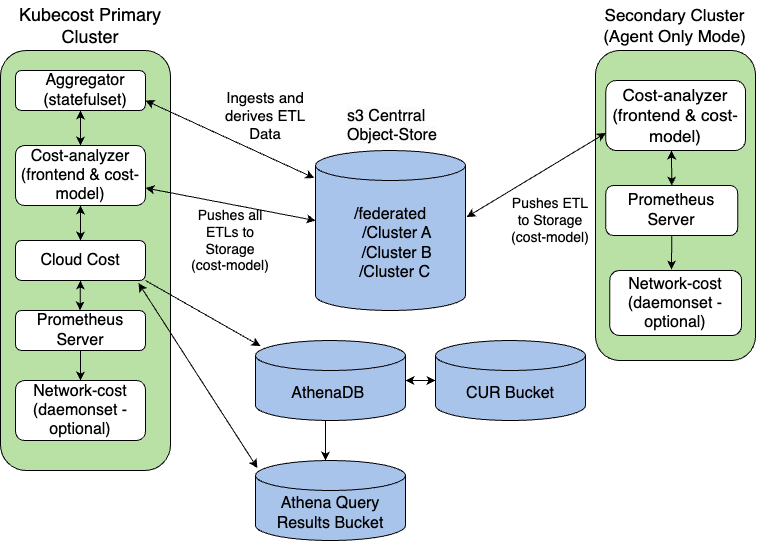 Kubecost Primary
Cluster
Aggregator
(statefulset)
Cost-analyzer
(frontend & cost-
model)
Cloud Cost
Prometheus
Server
Network-cost
(daemonset -
optional)
Ingests and
derives ETL
Data
Pushes all
ETLs to
Storage
(cost-model)
s3 Centrral
Object-Store
/federated
/Cluster A
/Cluster B
/Cluster C
Pushes ETL
to Storage
(cost-model)
Secondary Cluster
(Agent Only Mode)
Cost-analyzer
(frontend & cost-
model)
Prometheus
Server
Network-cost
(daemonset -
optional)
AthenaDB
CUR Bucket
Athena Query
Results Bucket